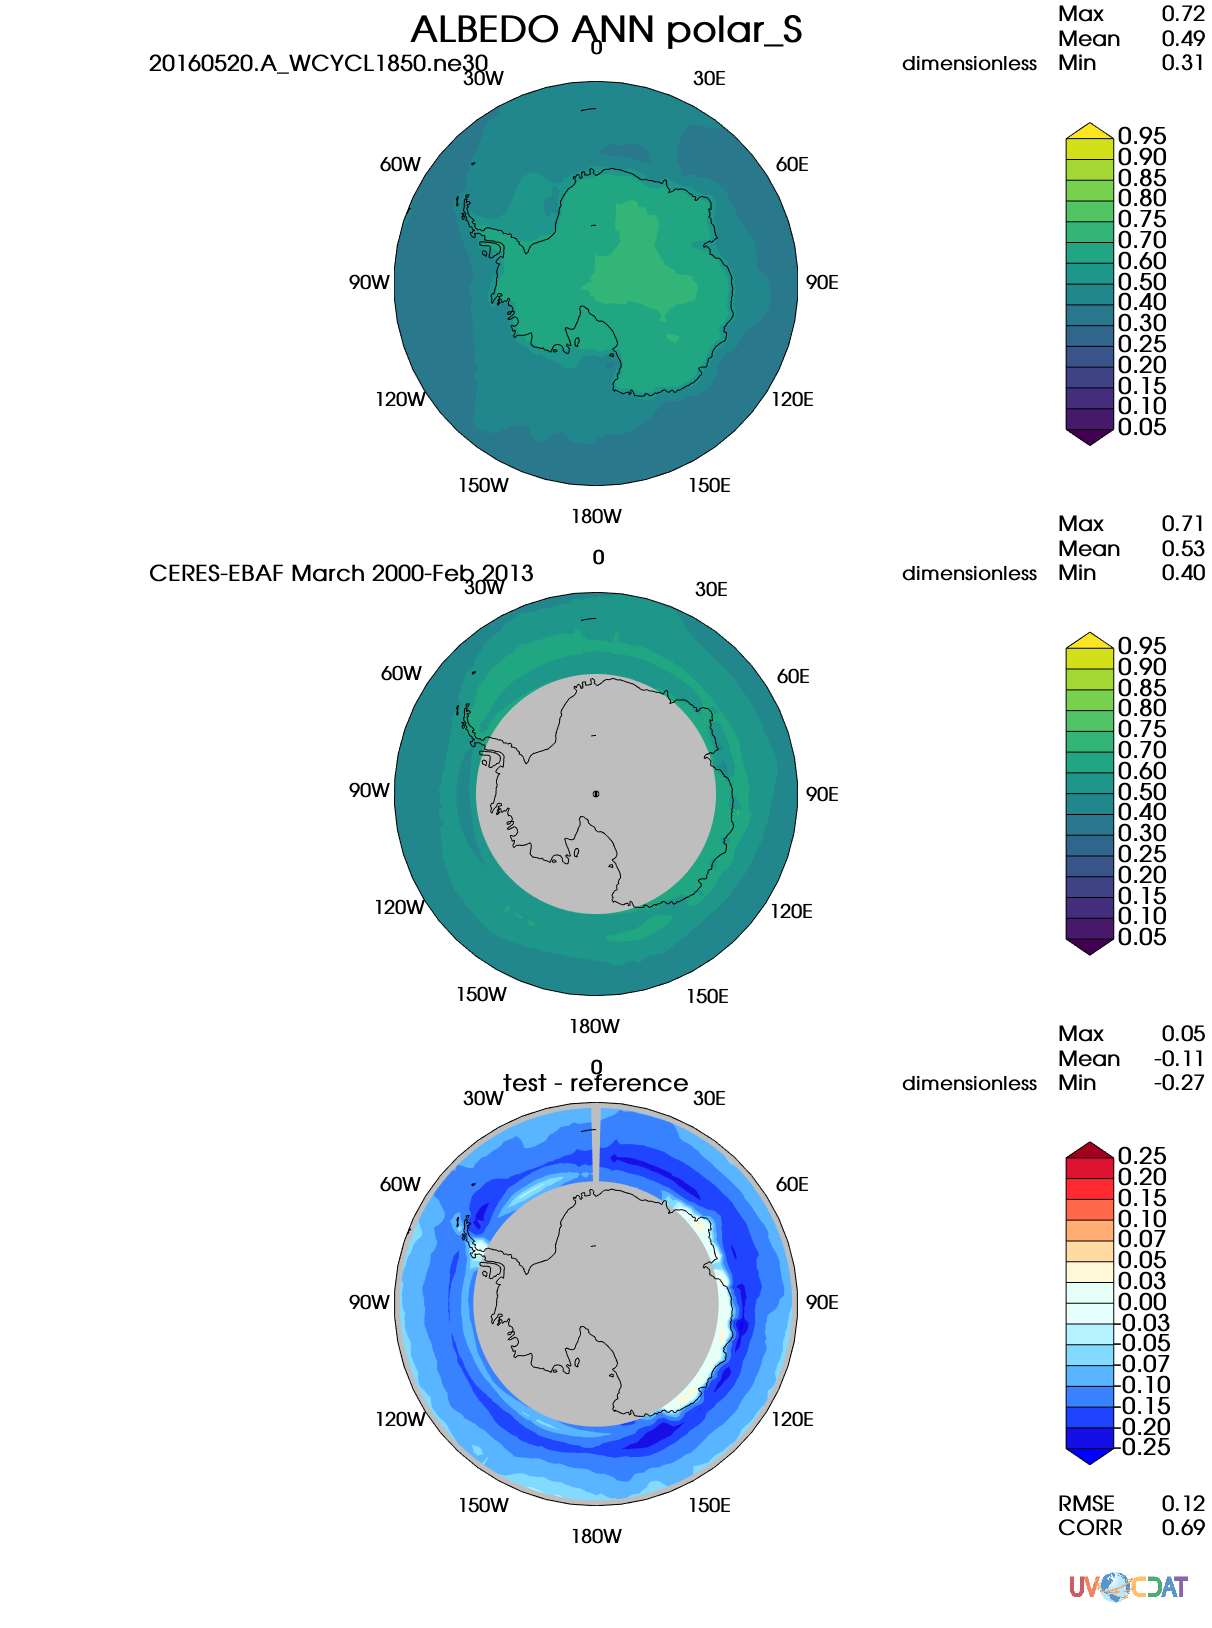 ALBEDO ANN polar_S
20160520.A_WCYCL1850.ne30
dimensionless
Max 0.72
Mean 0.49
Min 0.31
0
30W
30E
60W
60E
90W
90E
120W
120E
150W
150E
180W
0.95
0.90
0.85
0.80
0.75
0.70
0.60
0.50
0.40
0.30
0.25
0.20
0.15
0.10
0.05
CERES-EBAF March 2000-Feb 2013
dimensionless
Max 0.71
Mean 0.53
Min 0.40
0
30W
30E
60W
60E
90W
90E
120W
120E
150W
150E
180W
0.95
0.90
0.85
0.80
0.75
0.70
0.60
0.50
0.40
0.30
0.25
0.20
0.15
0.10
0.05
test - reference
dimensionless
Max 0.05
Mean -0.11
Min -0.27
0
30W
30E
60W
60E
90W
90E
120W
120E
150W
150E
180W
0.25
0.20
0.15
0.10
0.07
0.05
0.03
0.00
-0.03
-0.05
-0.07
-0.10
-0.15
-0.20
-0.25
RMSE 0.12
CORR 0.69
UV CDAT